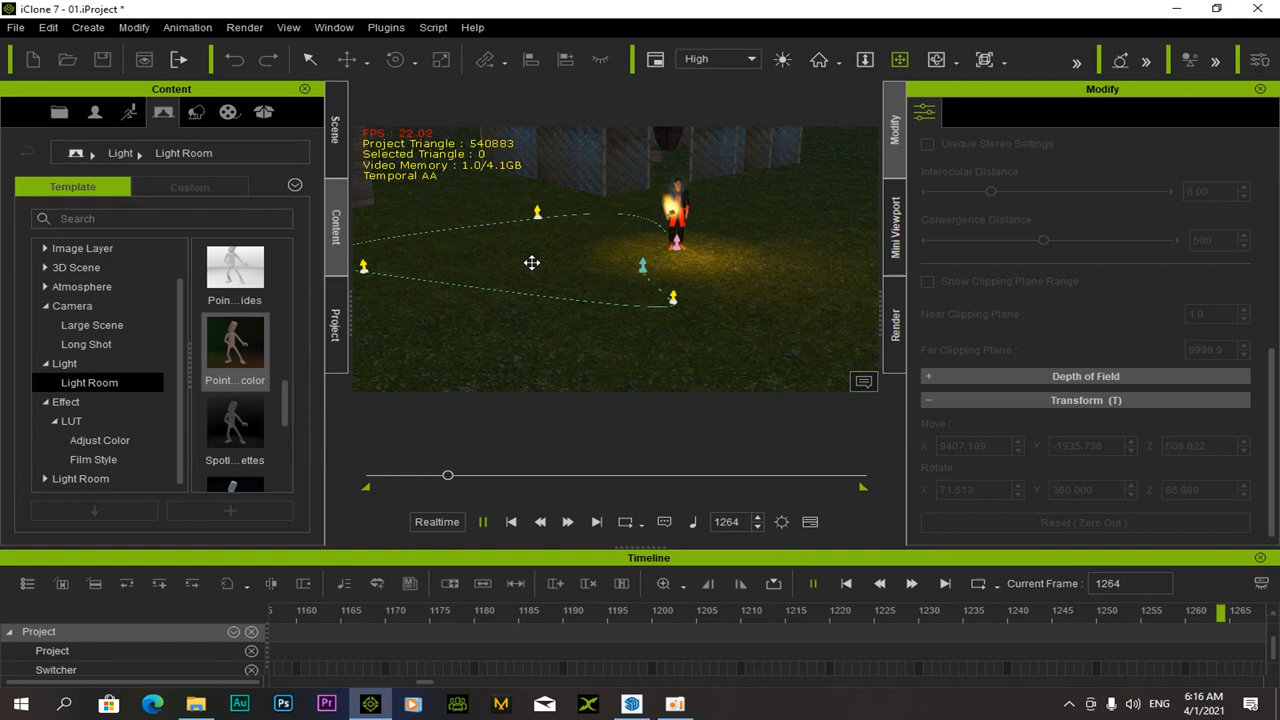 iClone 7 - 01.iProject *
File Edit Create Modify Animation Render View Window Plugins Script Help
High
Content
Modify
Light Light Room
Template Custom
Search
Image Layer
3D Scene
Atmosphere
Camera
Large Scene
Long Shot
Light
Light Room
Effect
LUT
Adjust Color
Film Style
Light Room
Poin...ides
Point...color
Spotl...ettes
Scene
Content
Project
FPS : 22.02
Project Triangle : 540883
Selected Triangle : 0
Video Memory : 1.0/4.1GB
Temporal AA
Realtime
1264
Modify
Mini Viewport
Render
Unique Stereo Settings
Interocular Distance
6.00
Convergence Distance
500
Show Clipping Plane Range
Near Clipping Plane :
1.0
Far Clipping Plane :
9999.9
+ Depth of Field
- Transform (T)
Move :
X 9407.109 Y -1935.738 Z 506.822
Rotate :
X 71.513 Y 360.000 Z 86.888
Reset ( Zero Out )
Timeline
Current Frame : 1264
1160 1165 1170 1175 1180 1185 1190 1195 1200 1205 1210 1215 1220 1225 1230 1235 1240 1245 1250 1255 1260 1265
Project
Project
Switcher
Au
Ps
Pr
M
ENG
6:16 AM
4/1/2021